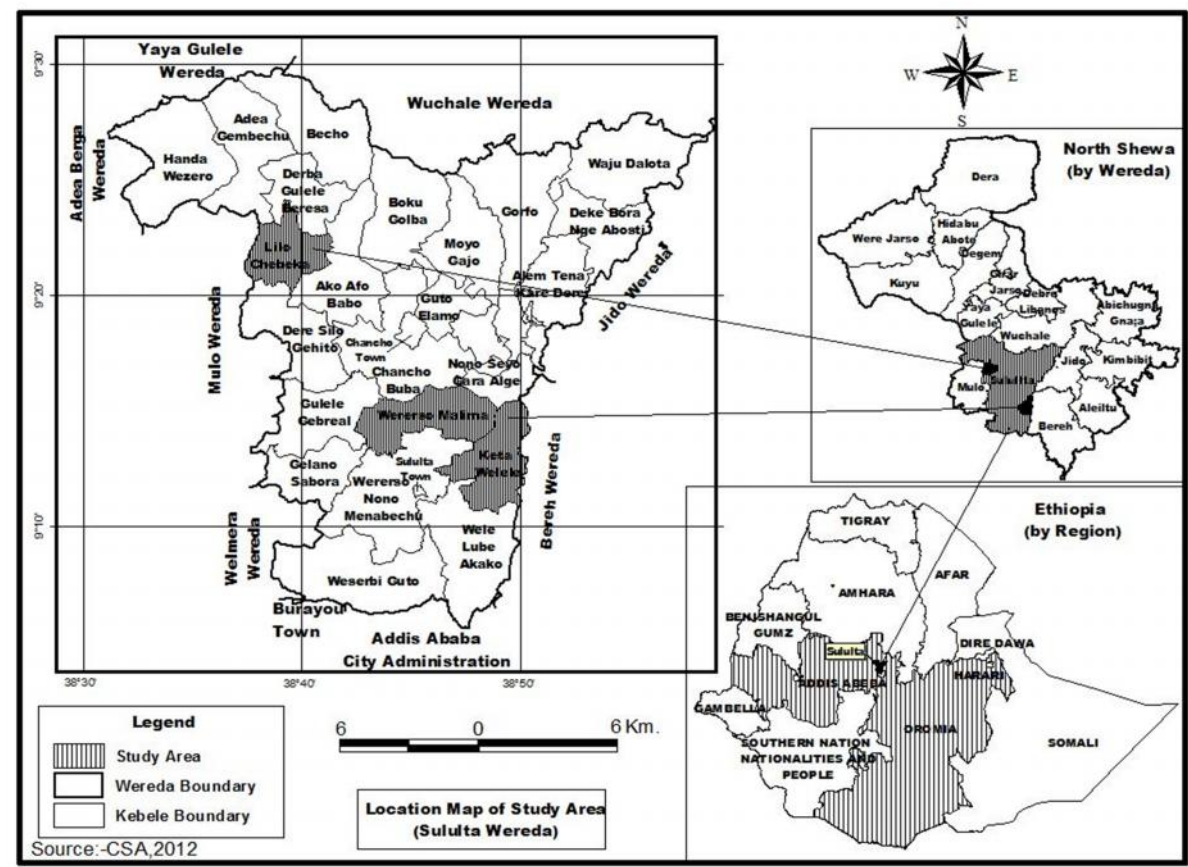 Yaya Gulele
Wereda
Wuchale Wereda
Adea Berga
Wereda
Mulo Wereda
Welmera
Wereda
Burayou
Town
Addis Ababa
City Administration
Bereh Wereda
Jido Wereda
9°30'
9°20'
9°10'
38°30'
38°40'
38°50'
Adea
Gembechu
Becho
Handa
Wezero
Derba
Gulele
Beresa
Lilo
Chebeka
Boku
Golba
Gorfo
Waju Dalota
Deke Bora
Nge Abosti
Moyo
Gajo
Alem Tena
Kare Dore
Ako Afo
Babo
Guto
Elamo
Dere Silo
Gehito
Chancho
Town
Chancho
Buba
Nono Seyo
Gara Alge
Gulele
Gebreal
Wererso Malima
Gelano
Sabora
Sululta
Town
Keta
Weleke
Wererso
Nono
Menabechu
Wele
Lube
Akako
Weserbi Guto
N
W
E
S
North Shewa
(by Wereda)
Dera
Were Jarso
Hidabu
Abote
Degem
Kuyu
Jarso
Debre
Libanos
Yaya
Gulele
Wuchale
Abichugna
Gna;a
Jido
Kimbibit
Sululta
Mulo
Aleiltu
Bereh
Ethiopia
(by Region)
TIGRAY
AFAR
AMHARA
BENISHANGUL
GUMZ
DIRE DAWA
Sululta
HARARI
ADDIS ABEBA
GAMBELLA
OROMIA
SOUTHERN NATION
NATIONALITIES AND
PEOPLE
SOMALI
Legend
Study Area
Wereda Boundary
Kebele Boundary
Source:-CSA,2012
6 0 6 Km.
Location Map of Study Area
(Sululta Wereda)